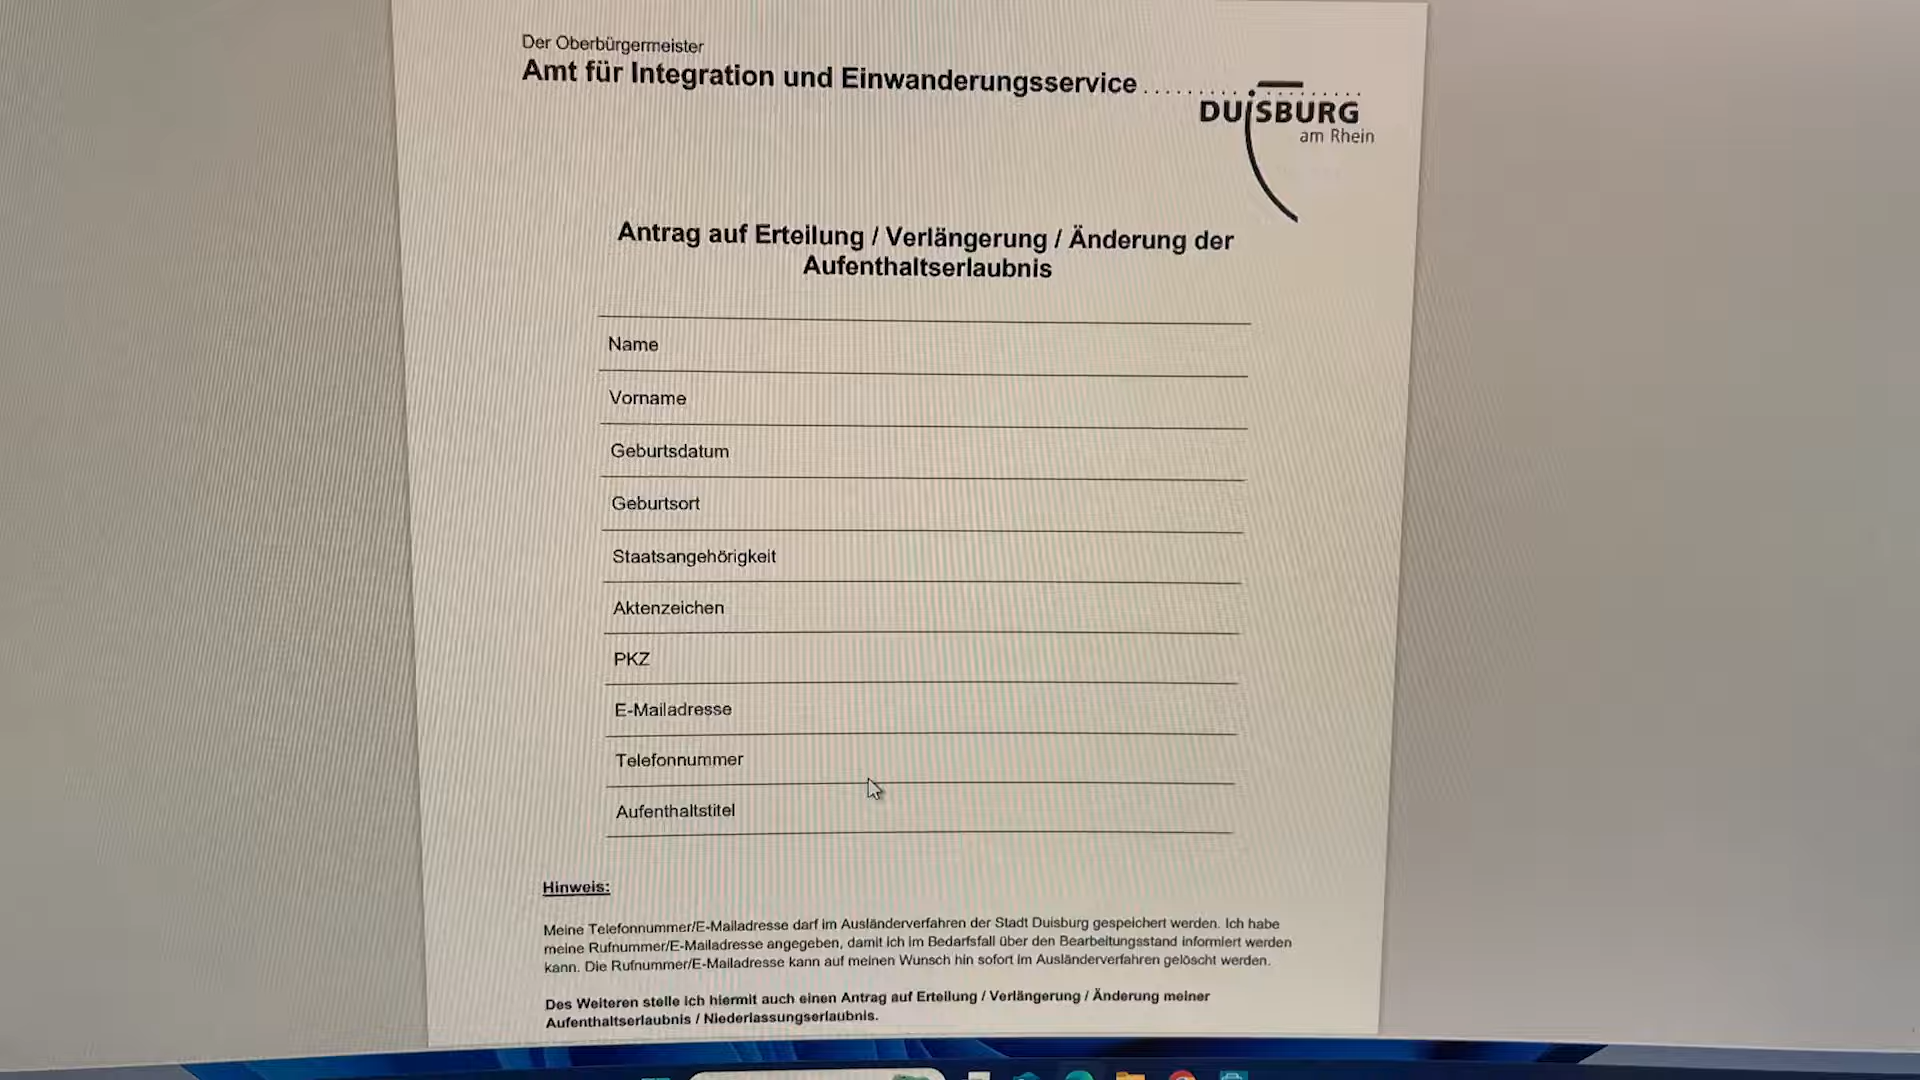 Der Oberbürgermeister
Amt für Integration und Einwanderungsservice
DUISBURG
am Rhein
Antrag auf Erteilung / Verlängerung / Änderung der
Aufenthaltserlaubnis
Name
Vorname
Geburtsdatum
Geburtsort
Staatsangehörigkeit
Aktenzeichen
PKZ
E-Mailadresse
Telefonnummer
Aufenthaltstitel
Hinweis:
Meine Telefonnummer/E-Mailadresse darf im Ausländerverfahren der Stadt Duisburg gespeichert werden. Ich habe
meine Rufnummer/E-Mailadresse angegeben, damit ich im Bedarfsfall über den Bearbeitungsstand informiert werden
kann. Die Rufnummer/E-Mailadresse kann auf meinen Wunsch hin sofort im Ausländerverfahren gelöscht werden.
Des Weiteren stelle ich hiermit auch einen Antrag auf Erteilung / Verlängerung / Änderung meiner
Aufenthaltserlaubnis / Niederlassungserlaubnis.